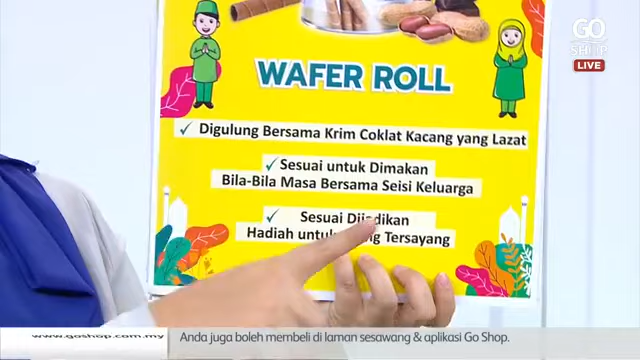 GO
SHOP
LIVE
WAFER ROLL
Digulung Bersama Krim Coklat Kacang yang Lazat
Sesuai untuk Dimakan
Bila-Bila Masa Bersama Seisi Keluarga
Sesuai Dijadikan
Hadiah untuk Tersayang
www.goshop.com.my
Anda juga boleh membeli di laman sesawang & aplikasi Go Shop.